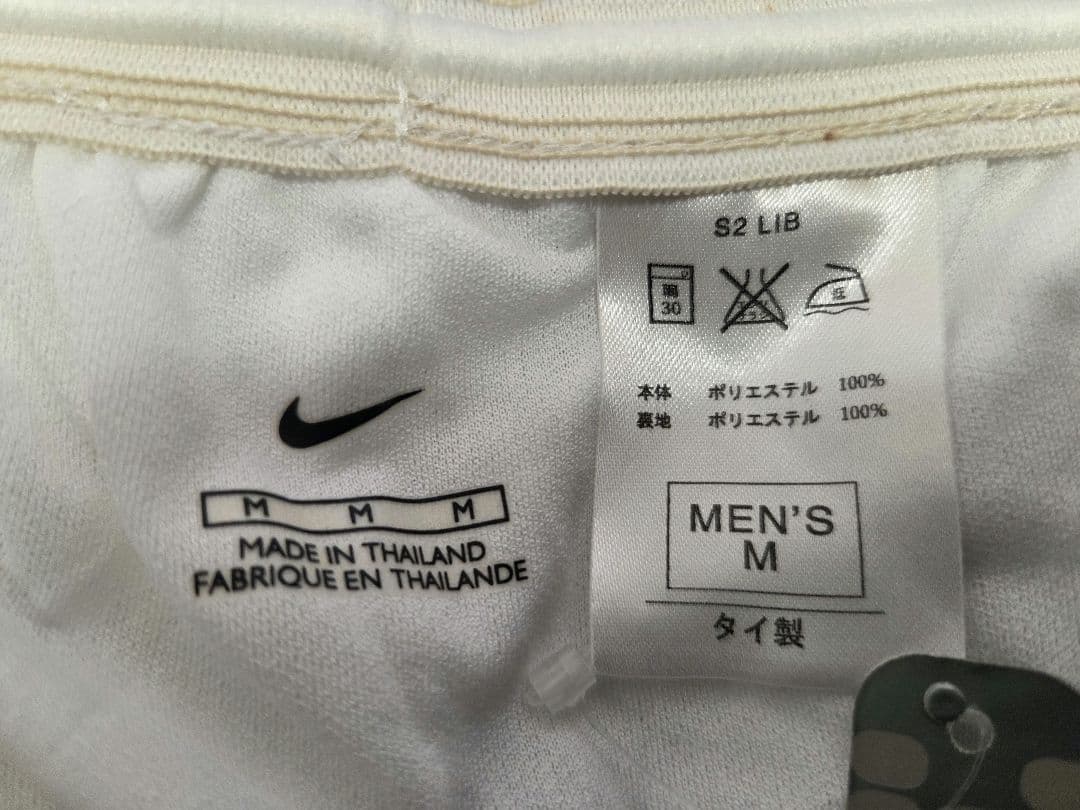 M M M
MADE IN THAILAND
FABRIQUE EN THAILANDE
S2 LIB
30
低
本体 ポリエステル 100%
裏地 ポリエステル 100%
MEN'S
M
タイ製